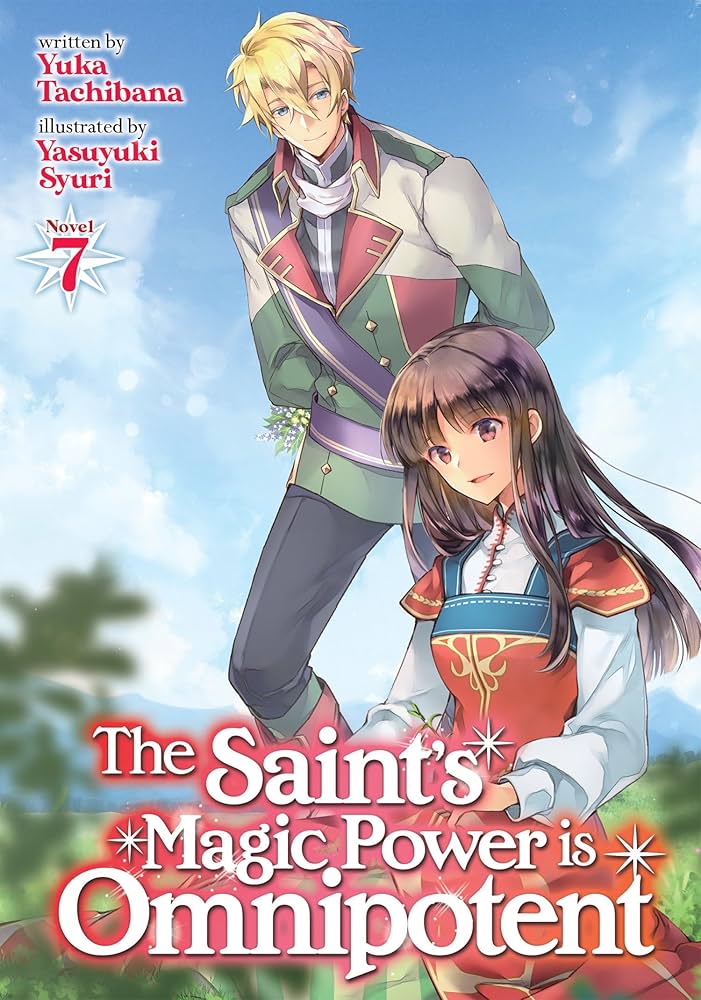 written by
Yuka
Tachibana
illustrated by
Yasuyuki
Syuri
Novel
7
The Saint's
Magic Power is
Omnipotent